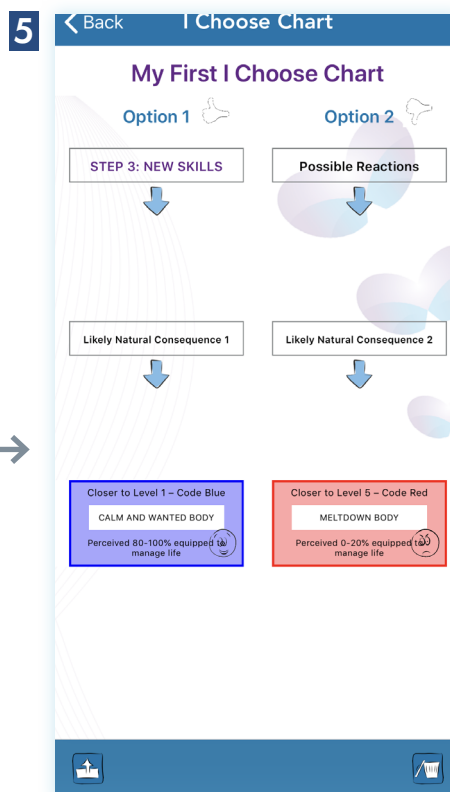 5
Back I Choose Chart
My First I Choose Chart
Option 1 Option 2
STEP 3: NEW SKILLS Possible Reactions
Likely Natural Consequence 1 Likely Natural Consequence 2
Closer to Level 1 – Code Blue Closer to Level 5 – Code Red
CALM AND WANTED BODY MELTDOWN BODY
Perceived 80-100% equipped to Perceived 0-20% equipped to
manage life manage life